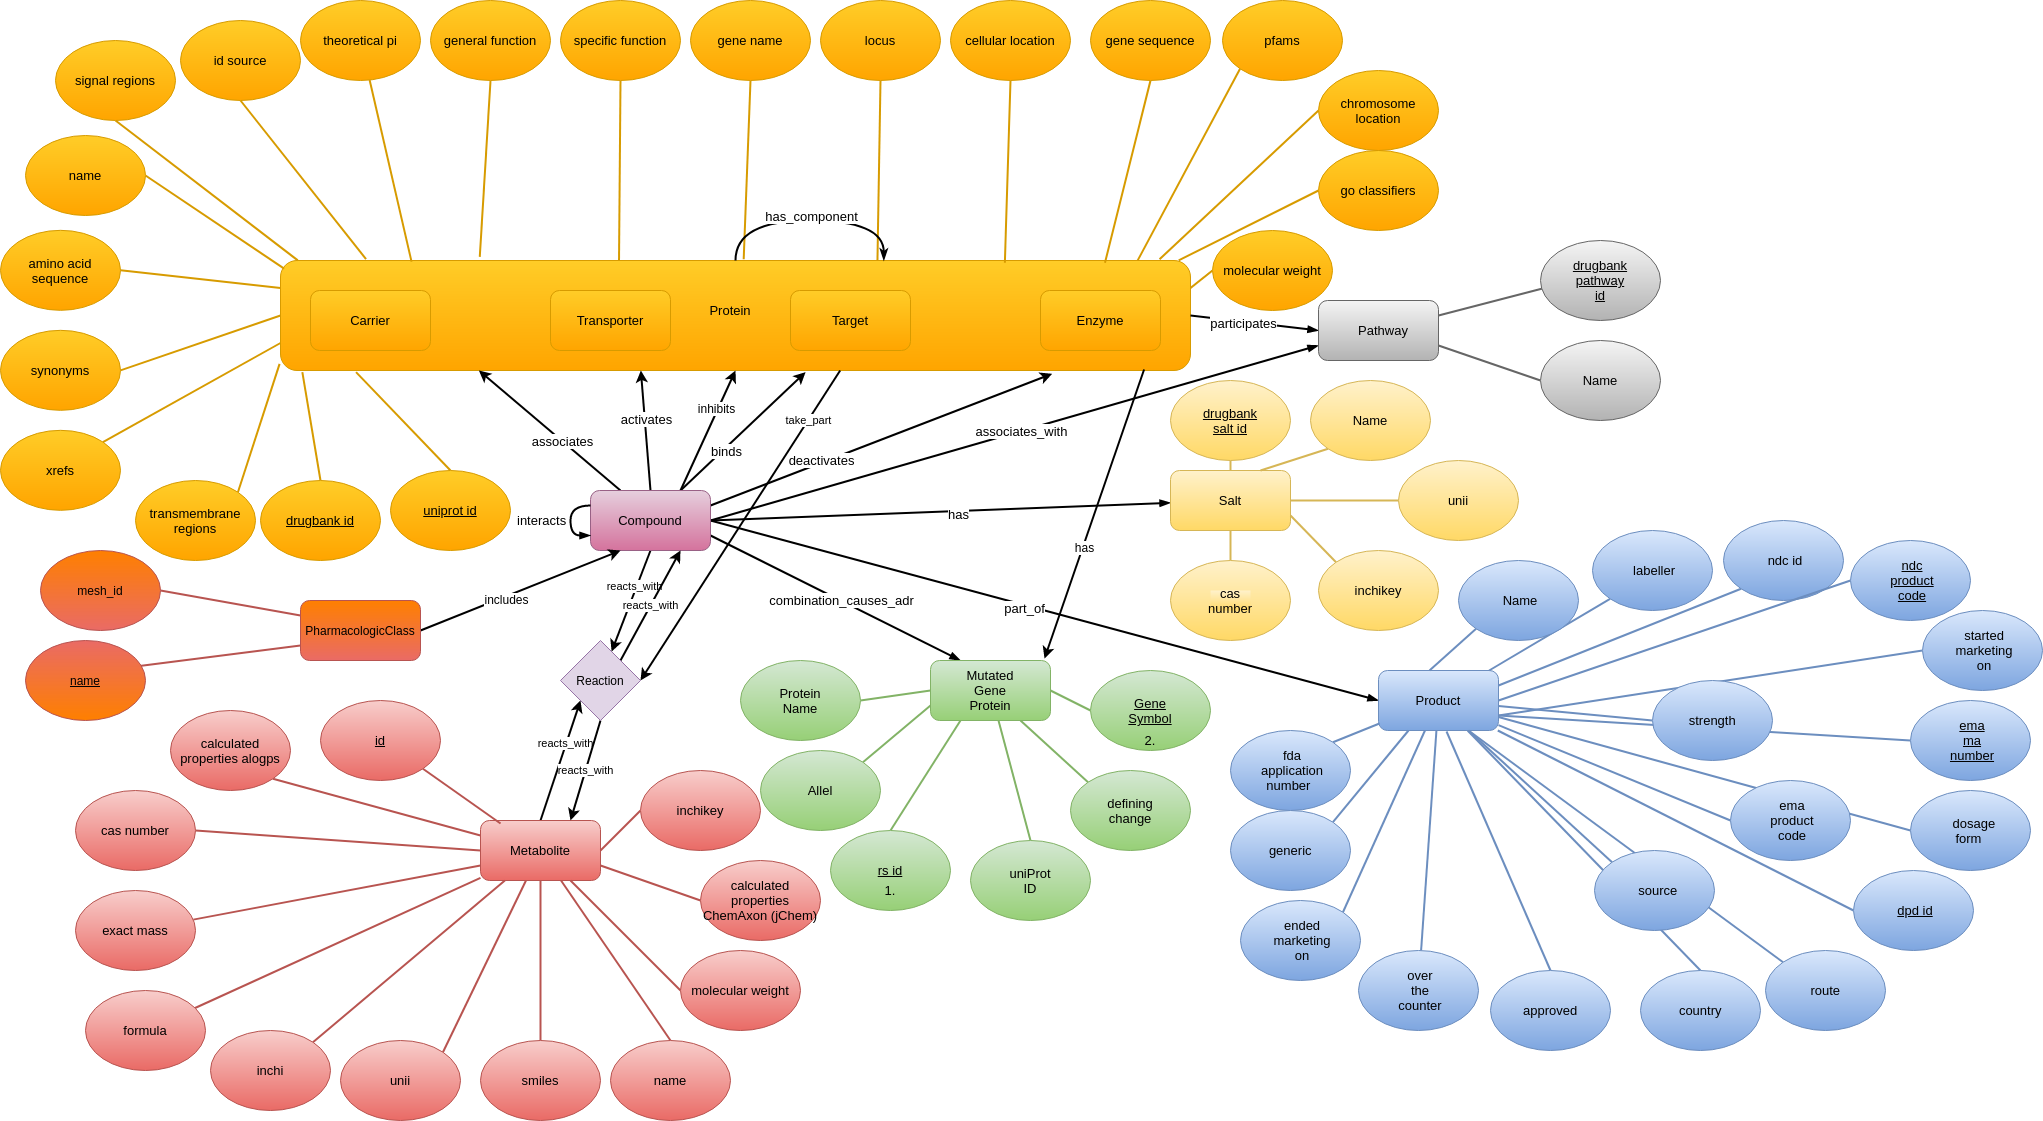 theoretical pi
general function
specific function
gene name
locus
cellular location
gene sequence
pfams
id source
signal regions
chromosome
location
name
go classifiers
has_component
amino acid
sequence
molecular weight
drugbank
pathway
id
Protein
Carrier
Transporter
Target
Enzyme
participates
Pathway
synonyms
Name
inhibits
activates
take_part
drugbank
salt id
Name
associates
associates_with
binds
deactivates
xrefs
transmembrane
regions
drugbank id
uniprot id
interacts
Compound
has
Salt
unii
has
labeller
ndc id
ndc
product
code
mesh_id
reacts_with
includes
reacts_with
combination_causes_adr
part_of
cas
number
inchikey
Name
PharmacologicClass
started
marketing
on
name
Reaction
Mutated
Gene
Protein
Protein
Name
Gene
Symbol
2.
Product
strength
ema
ma
number
calculated
properties alogps
id
reacts_with
reacts_with
fda
application
number
Allel
defining
change
ema
product
code
dosage
form
cas number
inchikey
Metabolite
generic
rs id
1.
uniProt
ID
source
dpd id
calculated
properties
ChemAxon (jChem)
exact mass
ended
marketing
on
molecular weight
over
the
counter
approved
country
route
formula
inchi
unii
smiles
name